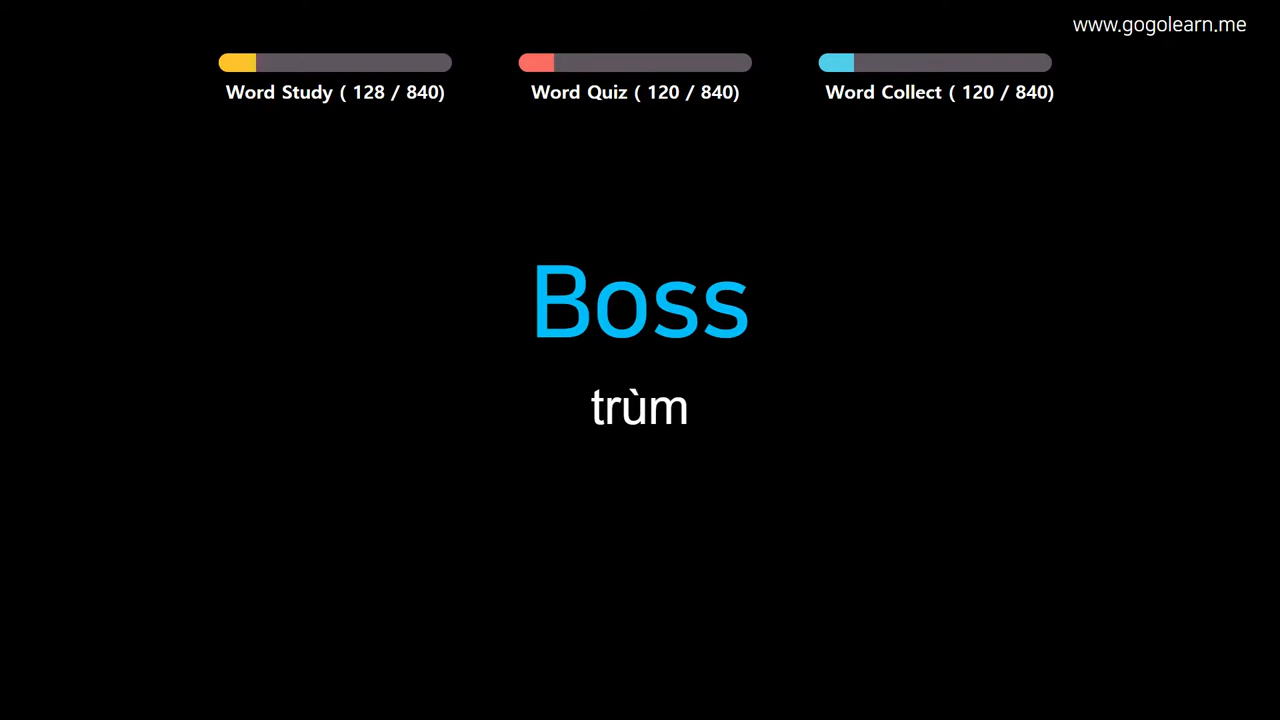 www.gogolearn.me
Word Study ( 128 / 840)
Word Quiz ( 120 / 840)
Word Collect ( 120 / 840)
Boss
trùm